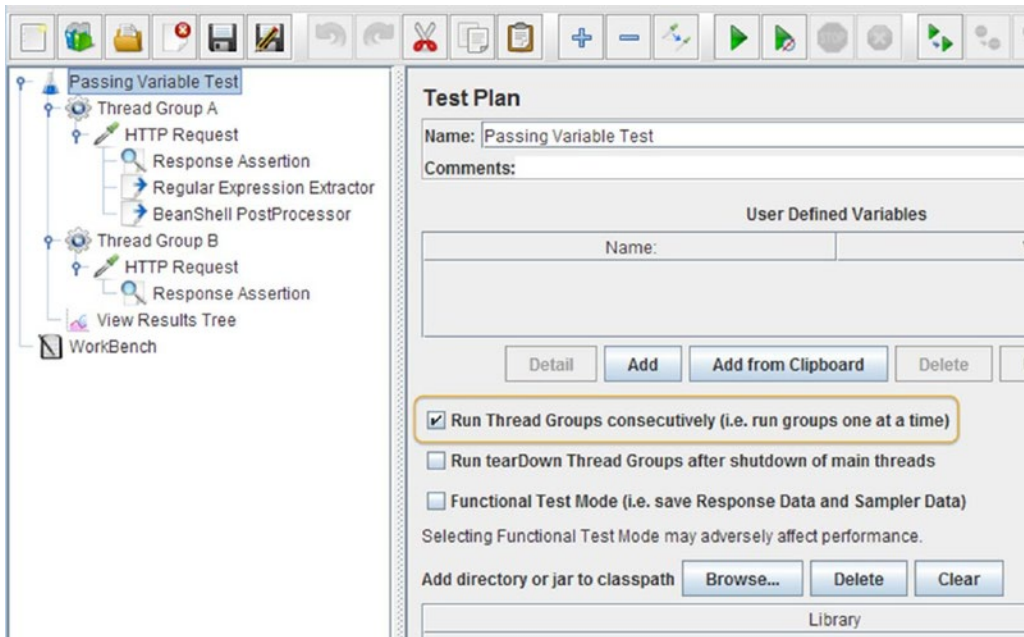 Passing Variable Test
Thread Group A
HTTP Request
Response Assertion
Regular Expression Extractor
BeanShell PostProcessor
Thread Group B
HTTP Request
Response Assertion
View Results Tree
WorkBench
Test Plan
Name: Passing Variable Test
Comments:
User Defined Variables
Name:
Detail Add Add from Clipboard Delete
Run Thread Groups consecutively (i.e. run groups one at a time)
Run tearDown Thread Groups after shutdown of main threads
Functional Test Mode (i.e. save Response Data and Sampler Data)
Selecting Functional Test Mode may adversely affect performance.
Add directory or jar to classpath Browse... Delete Clear
Library